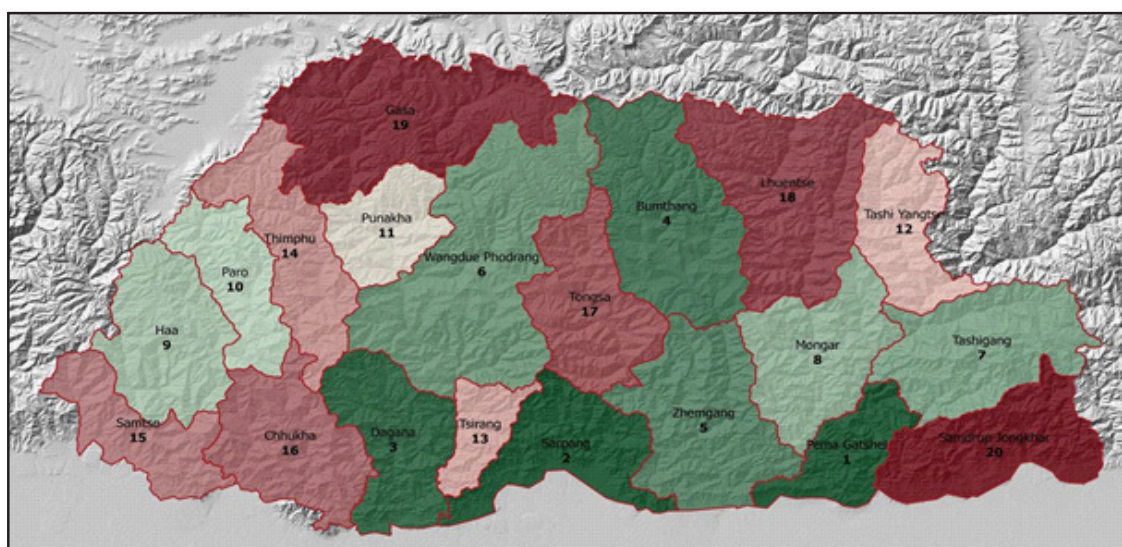 Gasa
19
Punakha
11
Thimphu
14
Paro
10
Haa
9
Samtse
15
Chhukha
16
Wangdue Phodrang
6
Bumthang
4
Lhuentse
18
Tashi Yangtse
12
Tongsa
17
Mongar
8
Tashigang
7
Dagana
3
Tsirang
13
Sarpang
2
Zhemgang
5
Pema Gatshel
1
Samdrup Jongkhar
20